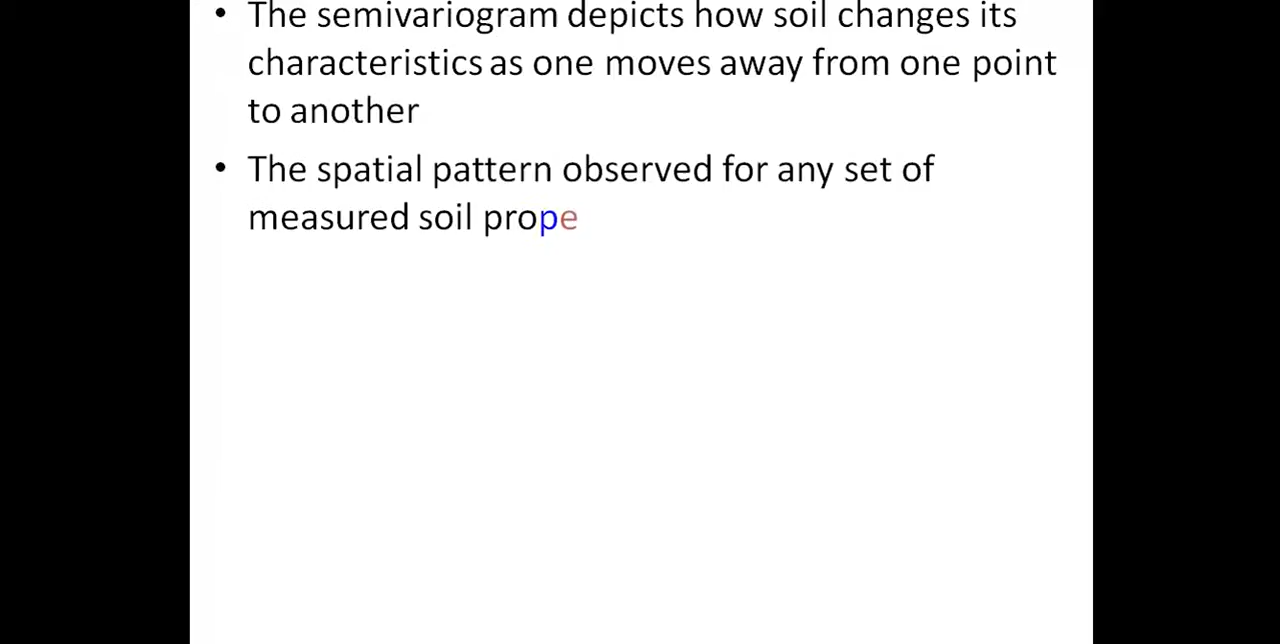 • The semivariogram depicts how soil changes its
characteristics as one moves away from one point
to another
• The spatial pattern observed for any set of
measured soil prope